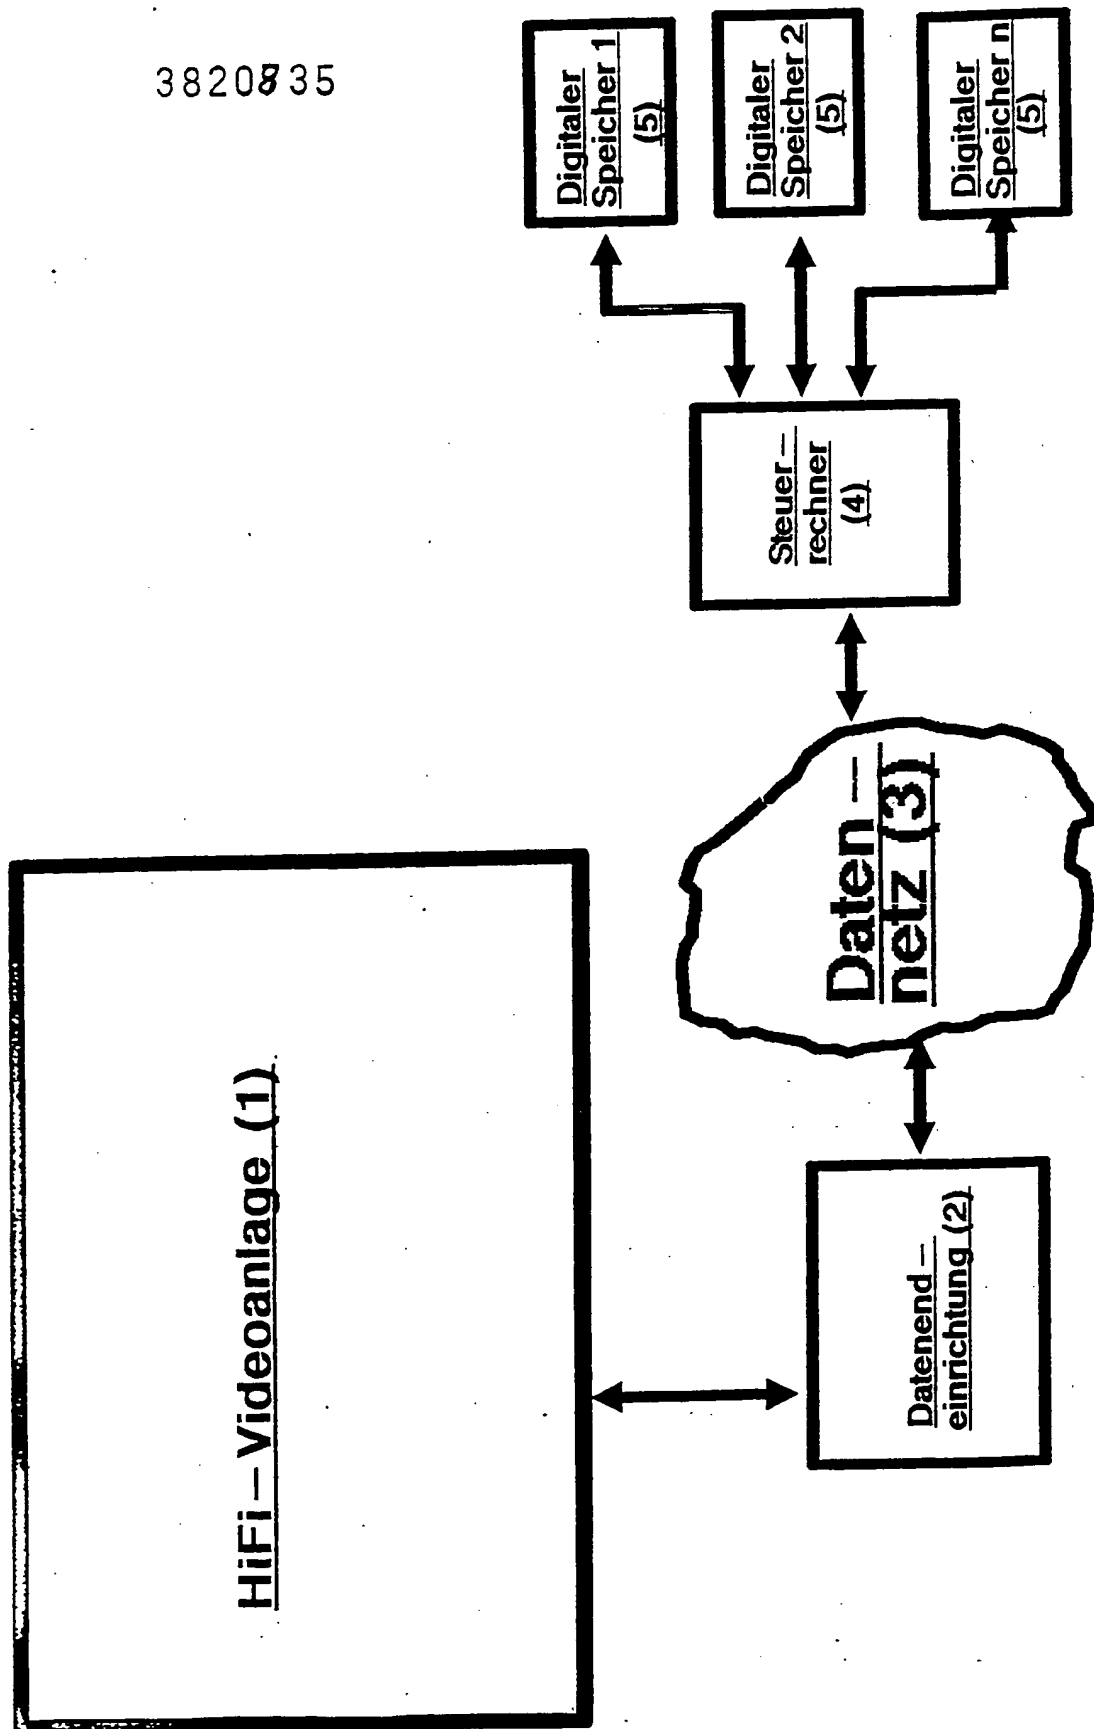 3820835
Digitaler
Speicher 1
(5)
Digitaler
Speicher 2
(5)
Digitaler
Speicher n
(5)
Steuer–
rechner
(4)
Daten–
netz (3)
HiFi–Videoanlage (1)
Datenend–
einrichtung (2)